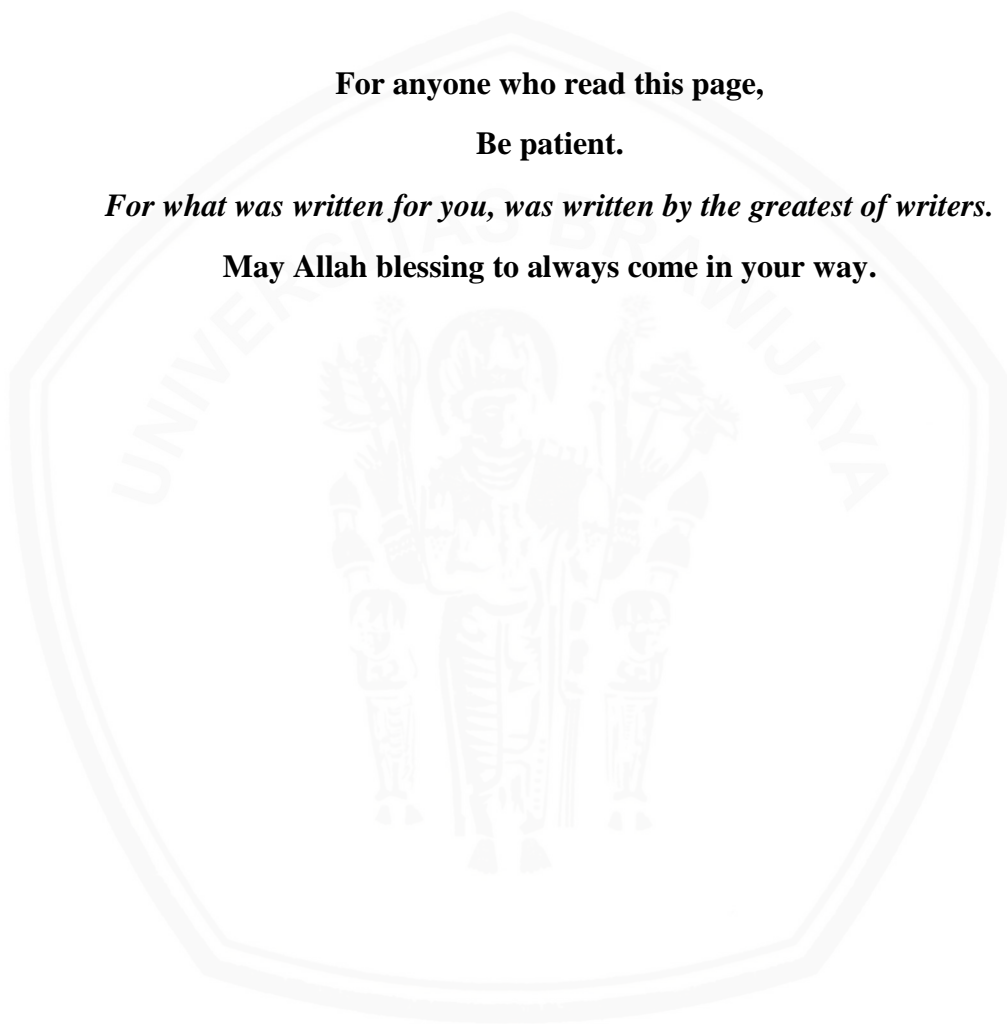 For anyone who read this page,
Be patient.
For what was written for you, was written by the greatest of writers.
May Allah blessing to always come in your way.
UNIVERSITAS BRAWIJAYA